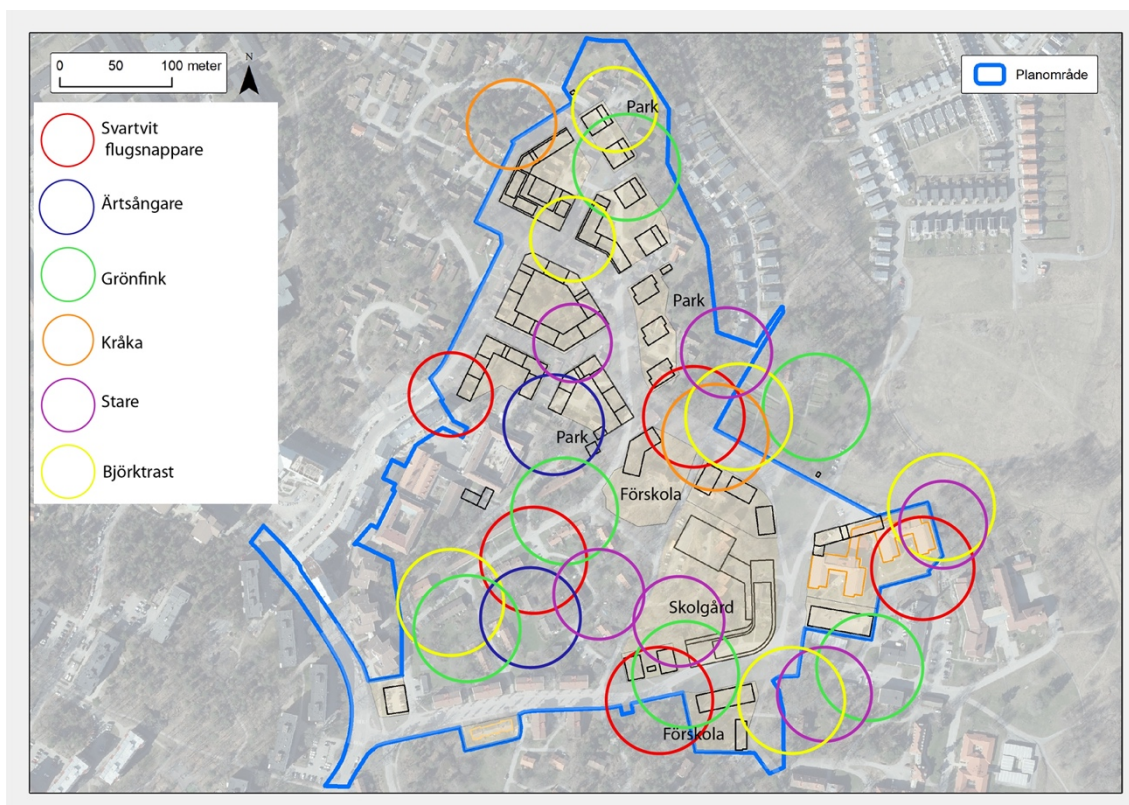 0 50 100 meter
N
Planområde
Svartvit
flugsnappare
Ärtsångare
Grönfink
Kråka
Stare
Björktrast
Park
Park
Park
Förskola
Skolgård
Förskola